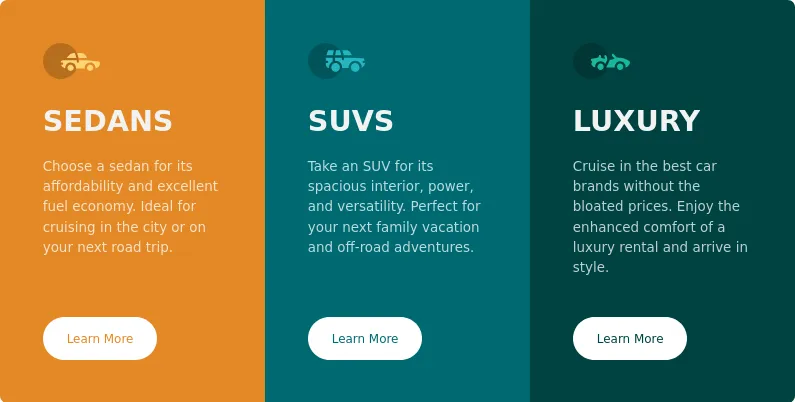 SEDANS
Choose a sedan for its
affordability and excellent
fuel economy. Ideal for
cruising in the city or on
your next road trip.
Learn More
SUVS
Take an SUV for its
spacious interior, power,
and versatility. Perfect for
your next family vacation
and off-road adventures.
Learn More
LUXURY
Cruise in the best car
brands without the
bloated prices. Enjoy the
enhanced comfort of a
luxury rental and arrive in
style.
Learn More